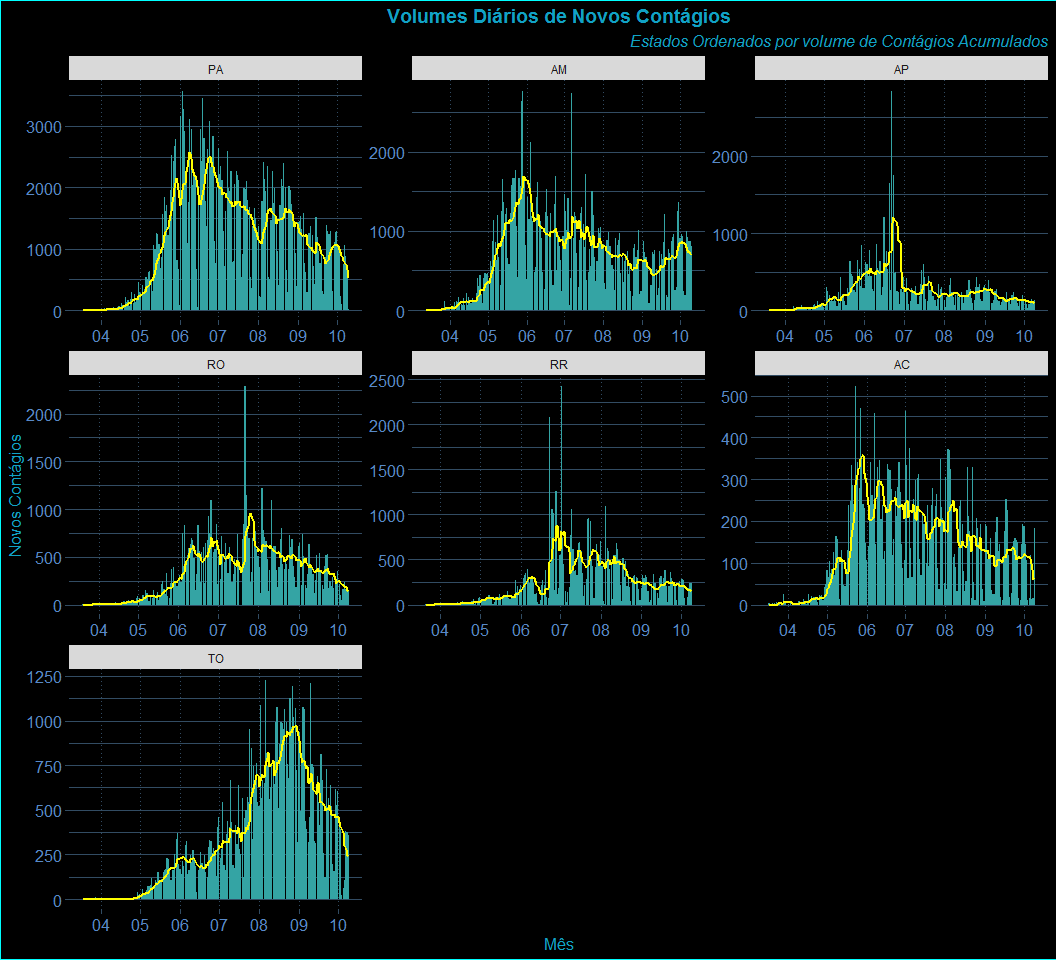 Volumes Diários de Novos Contágios
Estados Ordenados por volume de Contágios Acumulados
PA
AM
AP
3000
2000
1000
0
2000
1000
0
2000
1000
0
04 05 06 07 08 09 10
04 05 06 07 08 09 10
04 05 06 07 08 09 10
RO
RR
AC
2000
1500
1000
500
0
2500
2000
1500
1000
500
0
500
400
300
200
100
0
04 05 06 07 08 09 10
04 05 06 07 08 09 10
04 05 06 07 08 09 10
Novos Contágios
TO
1250
1000
750
500
250
0
04 05 06 07 08 09 10
Mês